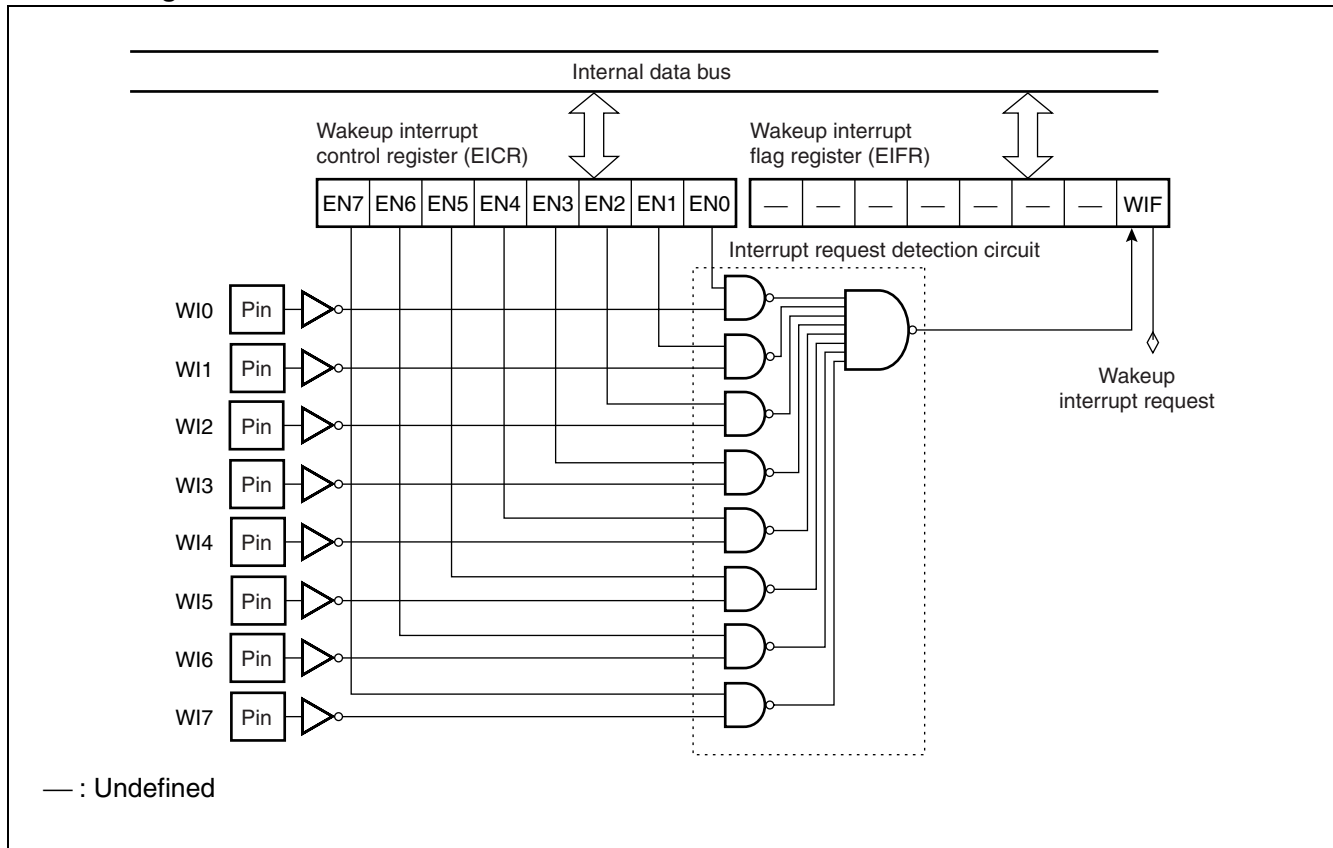 Internal data bus
Wakeup interrupt
control register (EICR)
Wakeup interrupt
flag register (EIFR)
EN7 EN6 EN5 EN4 EN3 EN2 EN1 EN0 — — — — — — — WIF
Interrupt request detection circuit
WI0 Pin
WI1 Pin
WI2 Pin
WI3 Pin
WI4 Pin
WI5 Pin
WI6 Pin
WI7 Pin
Wakeup
interrupt request
— : Undefined